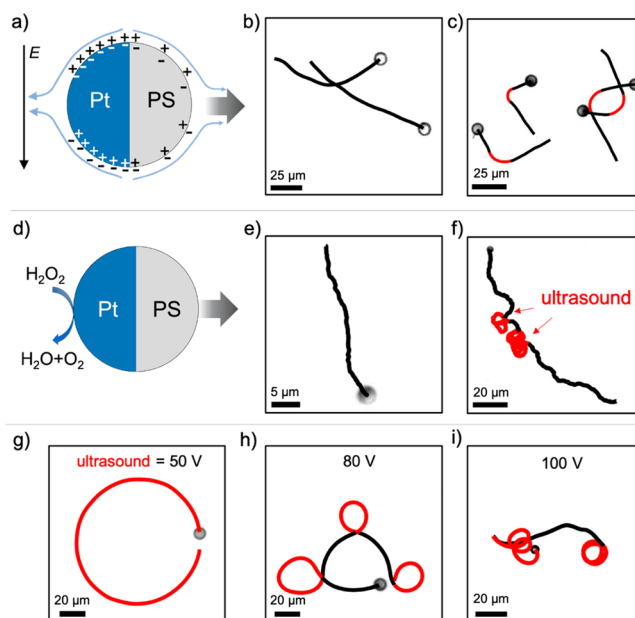 a)
E
Pt
PS
b)
25 µm
c)
25 µm
d)
H₂O₂
H₂O+O₂
Pt
PS
e)
5 µm
f)
ultrasound
20 µm
g)
ultrasound = 50 V
20 µm
h)
80 V
20 µm
i)
100 V
20 µm